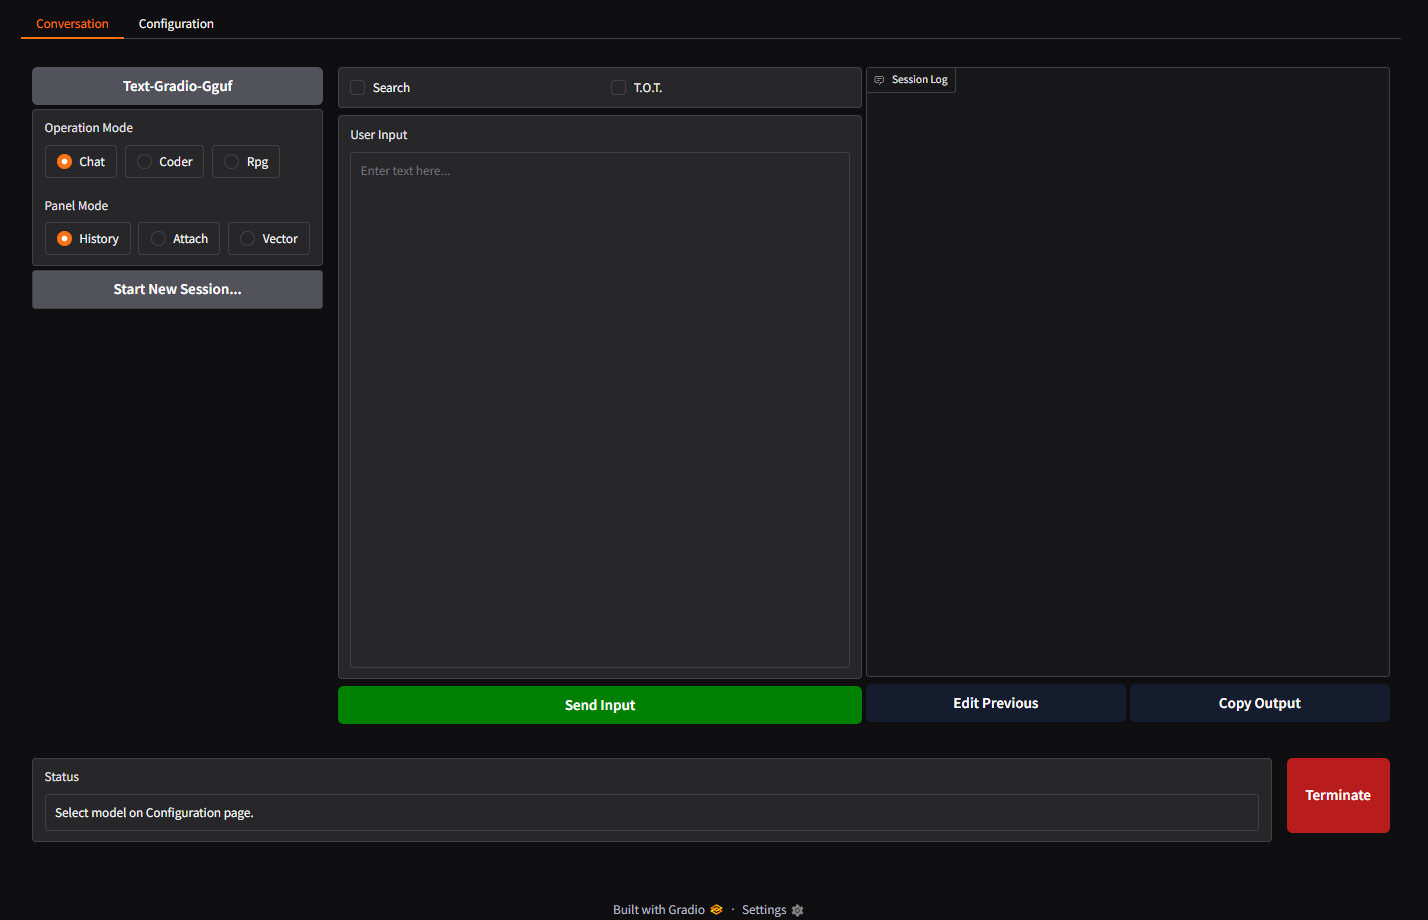 Conversation
Configuration
Text-Gradio-Gguf
Operation Mode
Chat
Coder
Rpg
Panel Mode
History
Attach
Vector
Start New Session...
Search
T.O.T.
User Input
Enter text here...
Send Input
Session Log
Edit Previous
Copy Output
Status
Select model on Configuration page.
Terminate
Built with Gradio · Settings